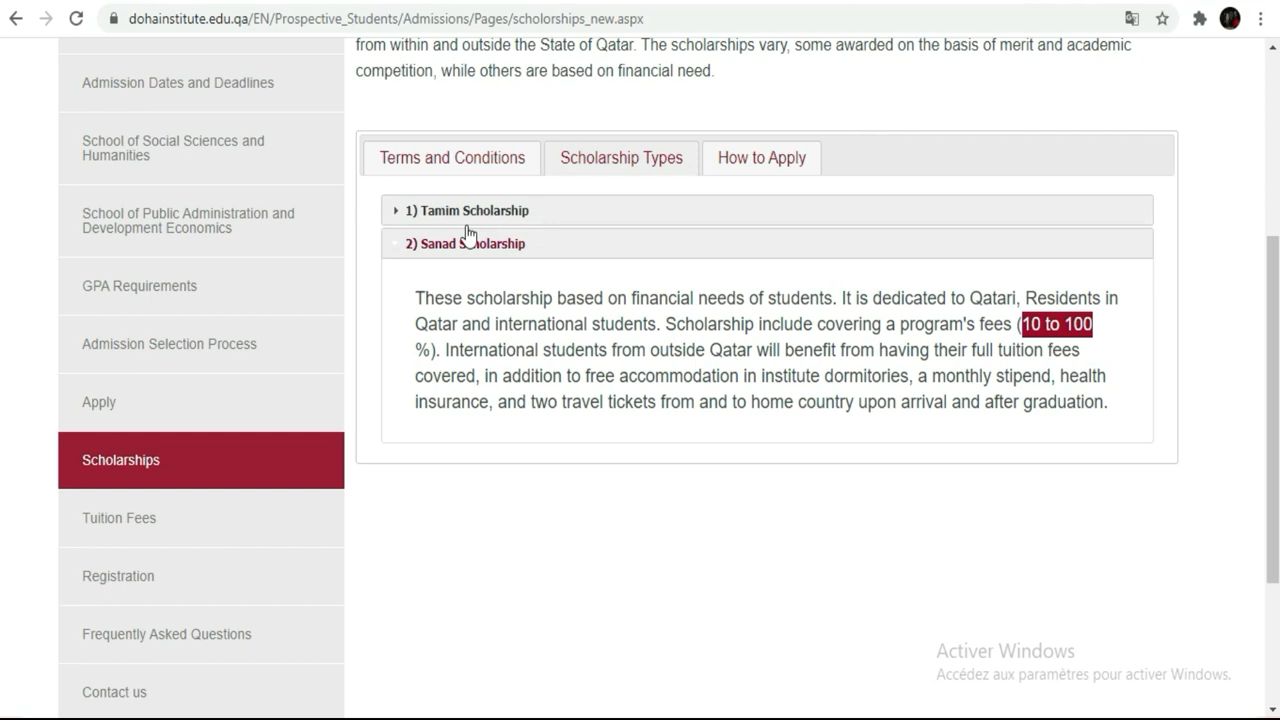 dohainstitute.edu.qa/EN/Prospective_Students/Admissions/Pages/scholorships_new.aspx
from within and outside the State of Qatar. The scholarships vary, some awarded on the basis of merit and academic
competition, while others are based on financial need.
Admission Dates and Deadlines
School of Social Sciences and
Humanities
School of Public Administration and
Development Economics
GPA Requirements
Admission Selection Process
Apply
Scholarships
Tuition Fees
Registration
Frequently Asked Questions
Contact us
Terms and Conditions
Scholarship Types
How to Apply
1) Tamim Scholarship
2) Sanad Scholarship
These scholarship based on financial needs of students. It is dedicated to Qatari, Residents in
Qatar and international students. Scholarship include covering a program's fees (10 to 100
%). International students from outside Qatar will benefit from having their full tuition fees
covered, in addition to free accommodation in institute dormitories, a monthly stipend, health
insurance, and two travel tickets from and to home country upon arrival and after graduation.
Activer Windows
Accédez aux paramètres pour activer Windows.